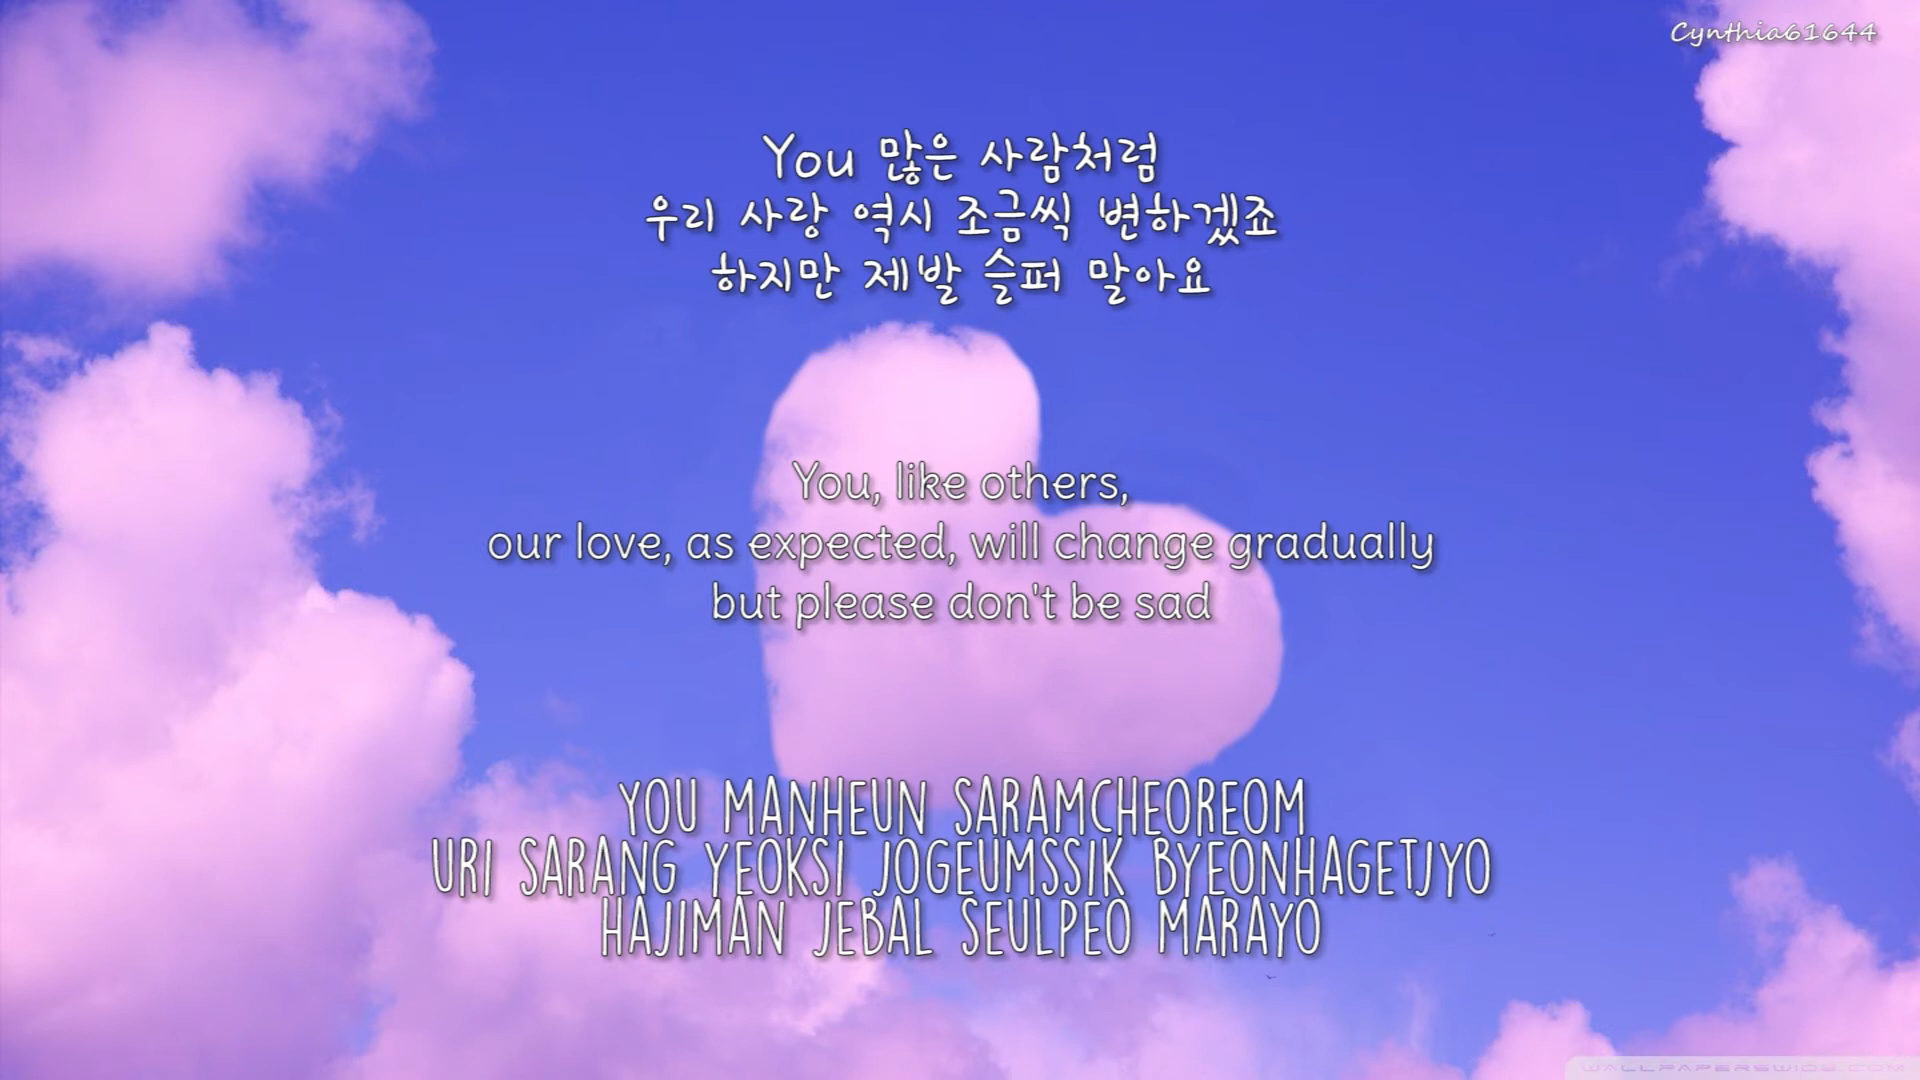 Cynthia61644
You 많은 사람처럼
우리 사랑 역시 조금씩 변하겠죠
하지만 제발 슬퍼 말아요
You, like others,
our love, as expected, will change gradually
but please don't be sad
YOU MANHEUN SARAMCHEOREOM
URI SARANG YEOKSI JOGEUMSSIK BYEONHAGETJYO
HAJIMAN JEBAL SEULPEO MARAYO
WALLPAPERSWIDE.COM